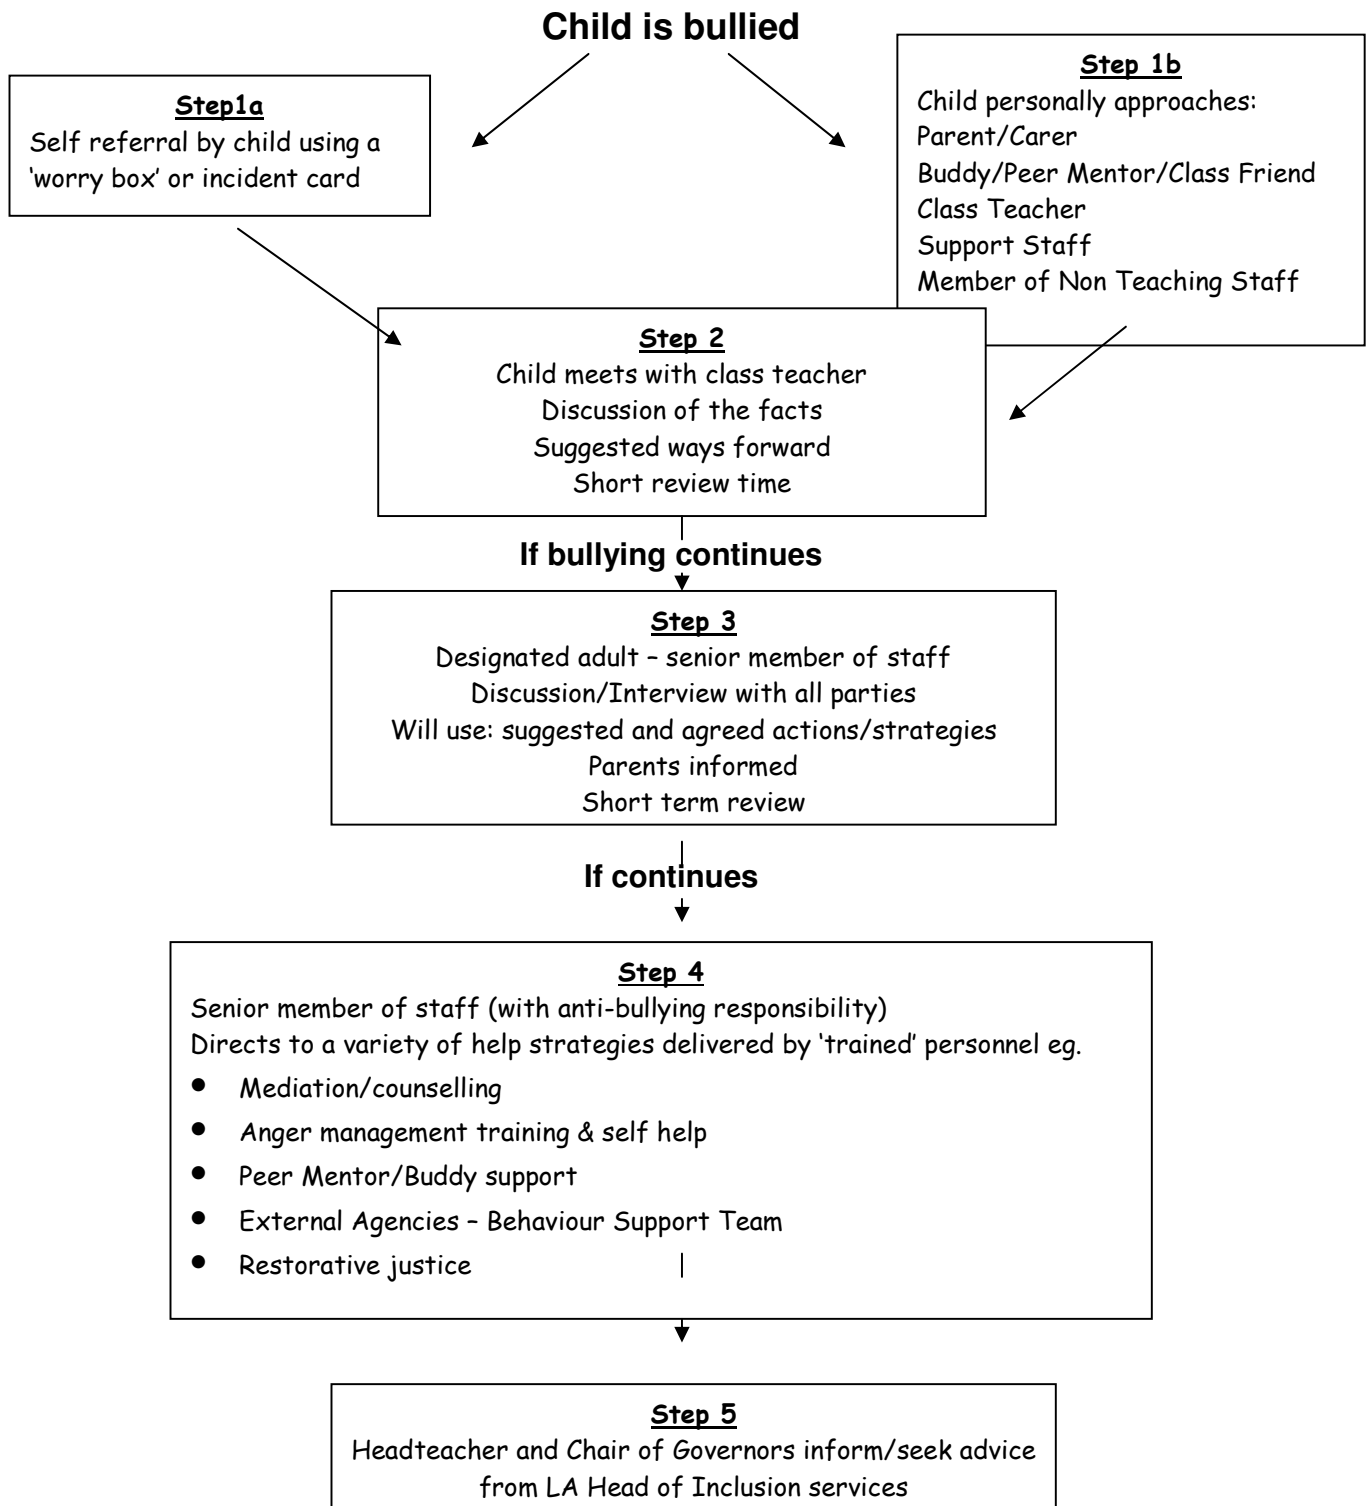 Child is bullied
Step1a
Self referral by child using a
‘worry box’ or incident card
Step 1b
Child personally approaches:
Parent/Carer
Buddy/Peer Mentor/Class Friend
Class Teacher
Support Staff
Member of Non Teaching Staff
Step 2
Child meets with class teacher
Discussion of the facts
Suggested ways forward
Short review time
If bullying continues
Step 3
Designated adult – senior member of staff
Discussion/Interview with all parties
Will use: suggested and agreed actions/strategies
Parents informed
Short term review
If continues
Step 4
Senior member of staff (with anti-bullying responsibility)
Directs to a variety of help strategies delivered by ‘trained’ personnel eg.
● Mediation/counselling
● Anger management training & self help
● Peer Mentor/Buddy support
● External Agencies – Behaviour Support Team
● Restorative justice
Step 5
Headteacher and Chair of Governors inform/seek advice
from LA Head of Inclusion services